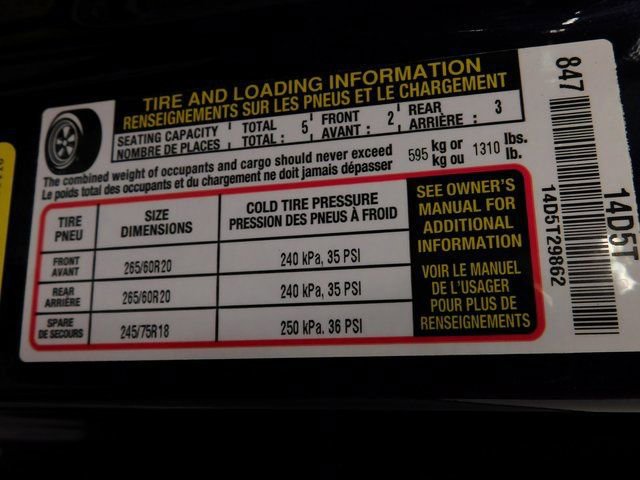 TIRE AND LOADING INFORMATION
RENSEIGNEMENTS SUR LES PNEUS ET LE CHARGEMENT
SEATING CAPACITY TOTAL 5 FRONT 2 REAR 3
NOMBRE DE PLACES TOTAL : AVANT : ARRIÈRE :
The combined weight of occupants and cargo should never exceed 595 kg or 1310 lbs.
Le poids total des occupants et du chargement ne doit jamais dépasser kg ou lb.
TIRE SIZE COLD TIRE PRESSURE
PNEU DIMENSIONS PRESSION DES PNEUS À FROID
FRONT
AVANT 265/60R20 240 kPa, 35 PSI
REAR
ARRIÈRE 265/60R20 240 kPa, 35 PSI
SPARE
DE SECOURS 245/75R18 250 kPa. 36 PSI
SEE OWNER'S
MANUAL FOR
ADDITIONAL
INFORMATION
VOIR LE MANUEL
DE L'USAGER
POUR PLUS DE
RENSEIGNEMENTS
847
14D5T29862
14D5T